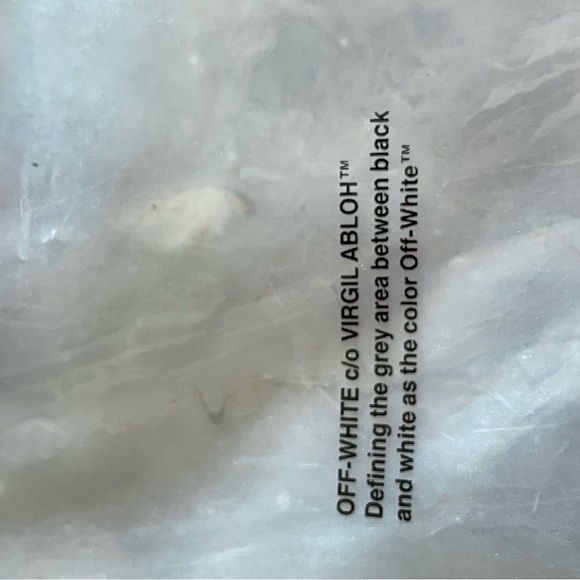 OFF-WHITE c/o VIRGIL ABLOH™
Defining the grey area between black
and white as the color Off-White™